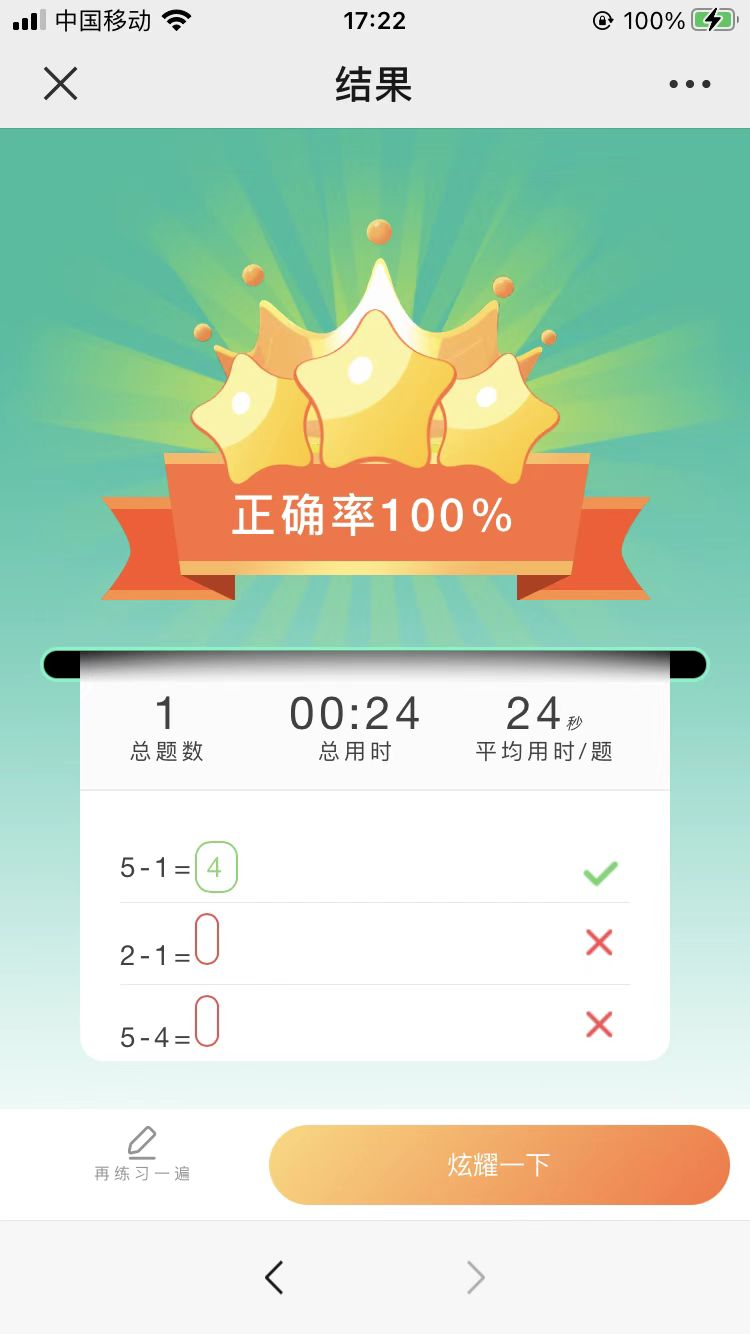 中国移动 17:22 100%
结果
正确率100%
1 00:24 24秒
总题数 总用时 平均用时/题
5-1=4
2-1=
5-4=
再练习一遍
炫耀一下